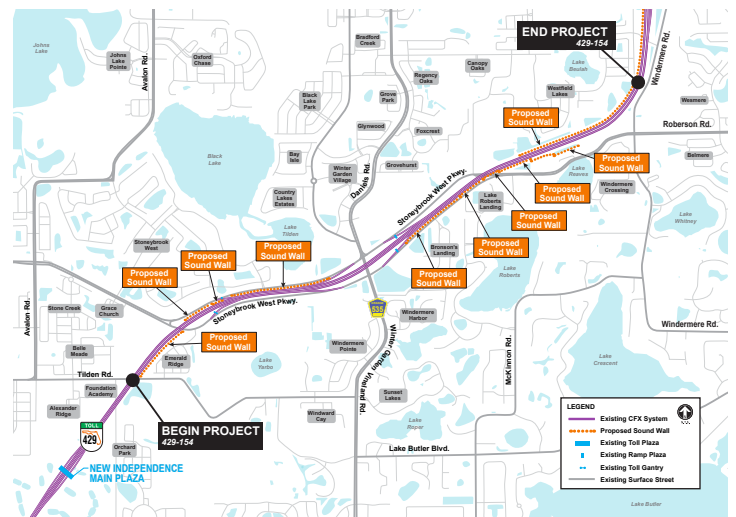 Johns
Lake
Johns
Lake
Points
Avalon Rd.
Oxford
Chase
Bradford
Creek
END PROJECT
429-154
Windermere Rd.
Canopy
Oaks
Lake
Beulah
Regency
Oaks
Westfield
Lakes
Black
Lake
Park
Grove
Park
Wesmere
Proposed
Sound Wall
Roberson Rd.
Glynwood
Foxcrest
Black
Lake
Bay
Isle
Proposed
Sound Wall
Belmere
Winter
Garden
Village
Daniels Rd.
Grovehurst
Stoneybrook West Pkwy.
Lake
Reaves
Windermere
Crossing
Proposed
Sound Wall
Country
Lakes
Estates
Lake
Roberta
Landing
Proposed
Sound Wall
Lake
Whitney
Lake
Tilden
Stoneybrook
West
Bronson's
Landing
Proposed
Sound Wall
Proposed
Sound Wall
Proposed
Sound Wall
Proposed
Sound Wall
Proposed
Sound Wall
Lake
Roberts
Avalon Rd.
Stone Creek
Grace
Church
Stoneybrook West Pkwy.
535
Windermere
Harbor
Windermere Rd.
Proposed
Sound Wall
Belle
Meade
Emerald
Ridge
Lake
Yarbo
Windermere
Points
Winter Garden Vineland Rd.
McKinnon Rd.
Lake
Crescent
Tilden Rd.
Foundation
Academy
Sunset
Lakes
Alexander
Ridge
Windward
Cay
Lake
Roper
BEGIN PROJECT
429-154
TOLL
429
Orchard
Park
Lake Butler Blvd.
NEW INDEPENDENCE
MAIN PLAZA
LEGEND
Existing CFX System
Proposed Sound Wall
Existing Toll Plaza
Existing Ramp Plaza
Existing Toll Gantry
Existing Surface Street
Lake Butler